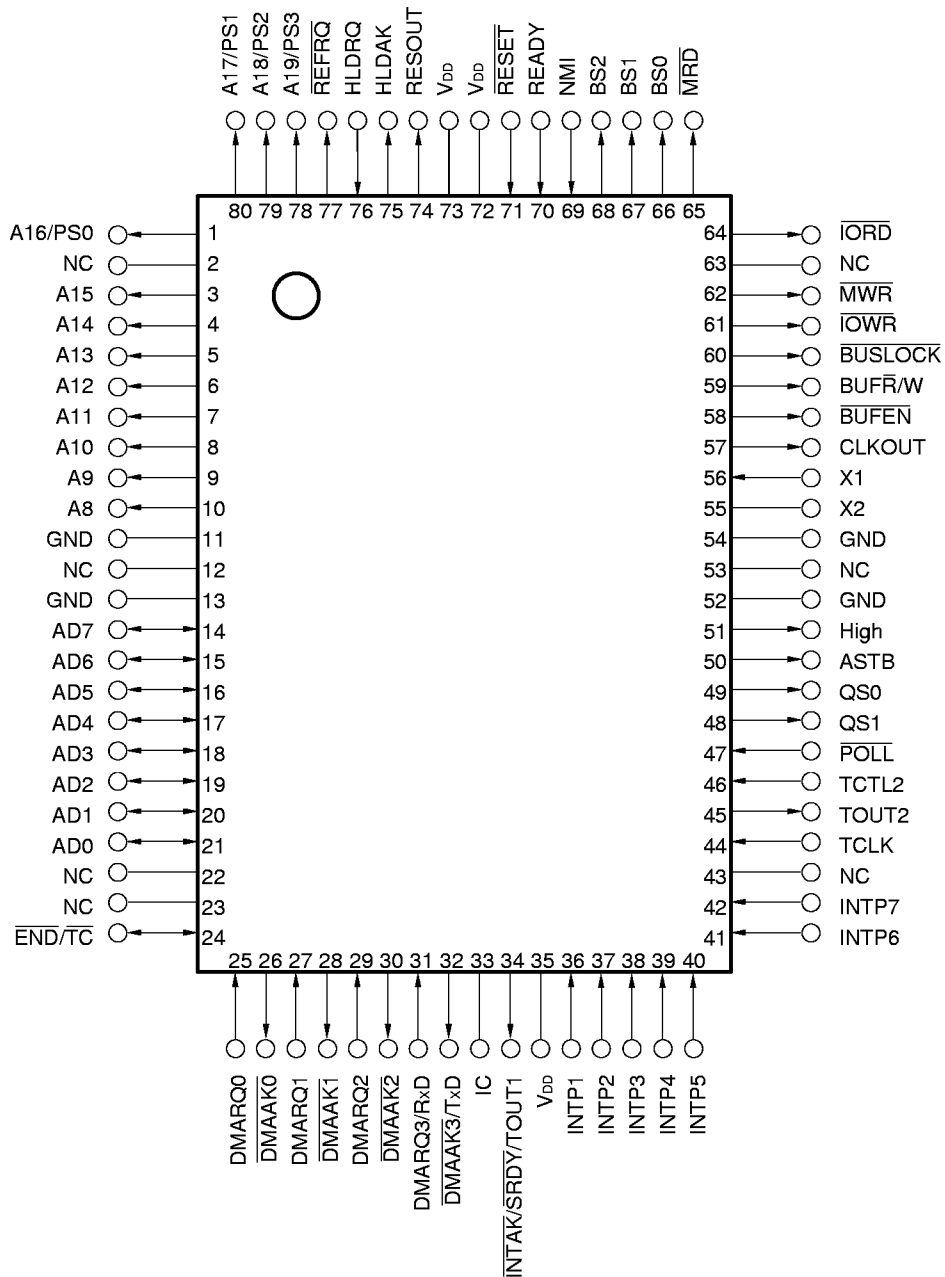 A17/PS1
A18/PS2
A19/PS3
REFRQ
HLDRQ
HLDAK
RESOUT
VDD
VDD
RESET
READY
NMI
BS2
BS1
BS0
MRD
80 79 78 77 76 75 74 73 72 71 70 69 68 67 66 65
A16/PS0 1
NC 2
A15 3
A14 4
A13 5
A12 6
A11 7
A10 8
A9 9
A8 10
GND 11
NC 12
GND 13
AD7 14
AD6 15
AD5 16
AD4 17
AD3 18
AD2 19
AD1 20
AD0 21
NC 22
NC 23
END/TC 24
64 IORD
63 NC
62 MWR
61 IOWR
60 BUSLOCK
59 BUFR/W
58 BUFEN
57 CLKOUT
56 X1
55 X2
54 GND
53 NC
52 GND
51 High
50 ASTB
49 QS0
48 QS1
47 POLL
46 TCTL2
45 TOUT2
44 TCLK
43 NC
42 INTP7
41 INTP6
25 26 27 28 29 30 31 32 33 34 35 36 37 38 39 40
DMARQ0
DMAAK0
DMARQ1
DMAAK1
DMARQ2
DMAAK2
DMARQ3/RxD
DMAAK3/TxD
IC
INTAK/SRDY/TOUT1
VDD
INTP1
INTP2
INTP3
INTP4
INTP5